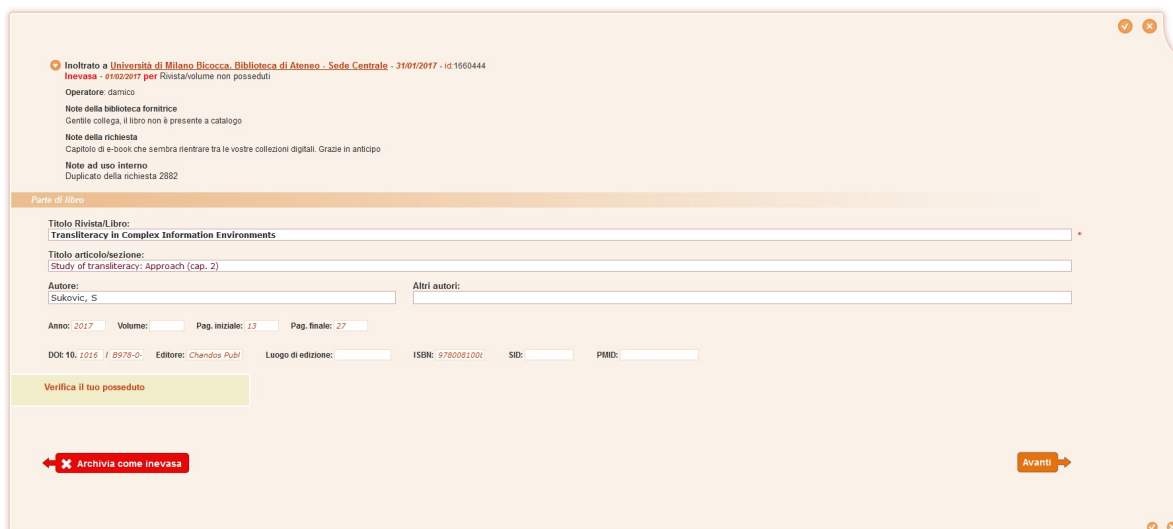 Inoltrato a Università di Milano Bicocca. Biblioteca di Ateneo - Sede Centrale - 31/01/2017 - id:1660444
Inevasa - 01/02/2017 per Rivista/volume non posseduti
Operatore: damico
Note della biblioteca fornitrice
Gentile collega, il libro non è presente a catalogo
Note della richiesta
Capitolo di e-book che sembra rientrare tra le vostre collezioni digitali. Grazie in anticipo
Note ad uso interno
Duplicato della richiesta 2882
Parte di libro
Titolo Rivista/Libro:
Transliteracy in Complex Information Environments *
Titolo articolo/sezione:
Study of transliteracy: Approach (cap. 2)
Autore: Altri autori:
Sukovic, S
Anno: 2017 Volume: Pag. iniziale: 13 Pag. finale: 27
DOI: 10. 1016 / B978-0- Editore: Chandos Publ Luogo di edizione: ISBN: 978008100 SID: PMID:
Verifica il tuo posseduto
Archivia come inevasa Avanti